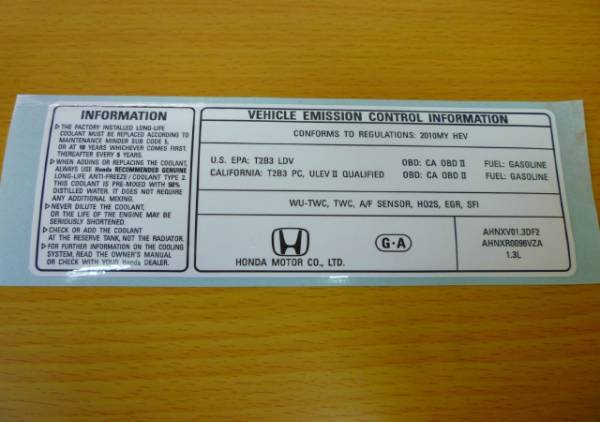 INFORMATION
▷ THE FACTORY INSTALLED LONG-LIFE
COOLANT MUST BE REPLACED ACCORDING TO
MAINTENANCE MINDER SUB CODE 5,
OR AT 10 YEARS WHICHEVER COMES FIRST.
THEREAFTER EVERY 5 YEARS.
▷ WHEN ADDING OR REPLACING THE COOLANT,
ALWAYS USE Honda RECOMMENDED GENUINE
LONG-LIFE ANTI-FREEZE/COOLANT TYPE 2.
THIS COOLANT IS PRE-MIXED WITH 50%
DISTILLED WATER. IT DOES NOT REQUIRE
ANY ADDITIONAL MIXING.
▷ NEVER DILUTE THE COOLANT,
OR THE LIFE OF THE ENGINE MAY BE
SERIOUSLY SHORTENED.
▷ CHECK OR ADD THE COOLANT
AT THE RESERVE TANK, NOT THE RADIATOR.
▷ FOR FURTHER INFORMATION ON THE COOLING
SYSTEM, READ THE OWNER'S MANUAL
OR CHECK WITH YOUR Honda DEALER.
VEHICLE EMISSION CONTROL INFORMATION
CONFORMS TO REGULATIONS: 2010MY HEV
U.S. EPA: T2B3 LDV OBD: CA OBD II FUEL: GASOLINE
CALIFORNIA: T2B3 PC, ULEV II QUALIFIED OBD: CA OBD II FUEL: GASOLINE
WU-TWC, TWC, A/F SENSOR, HO2S, EGR, SFI
HONDA MOTOR CO., LTD.
G·A
AHNXV01.3DF2
AHNXR0096VZA
1.3L